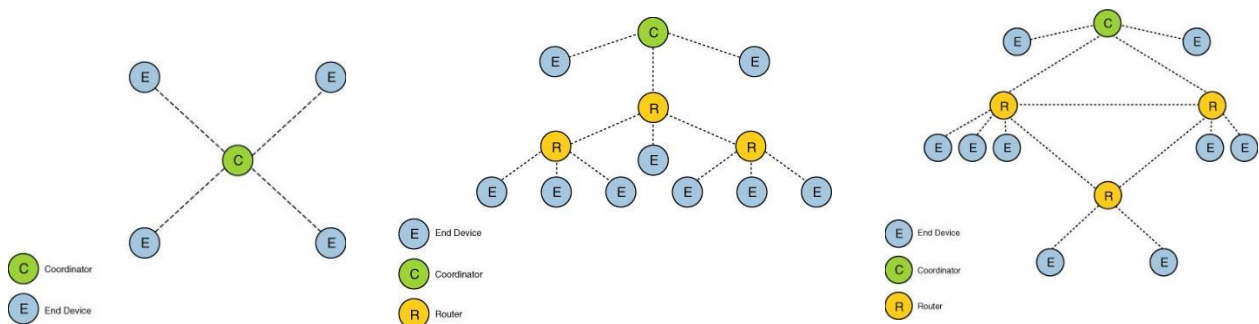 E E
C
E E
C Coordinator
E End Device
C
E E
R
R E R
E E E E E E
E End Device
C Coordinator
R Router
C
E E
R R
E E E E E
R
E E
E End Device
C Coordinator
R Router